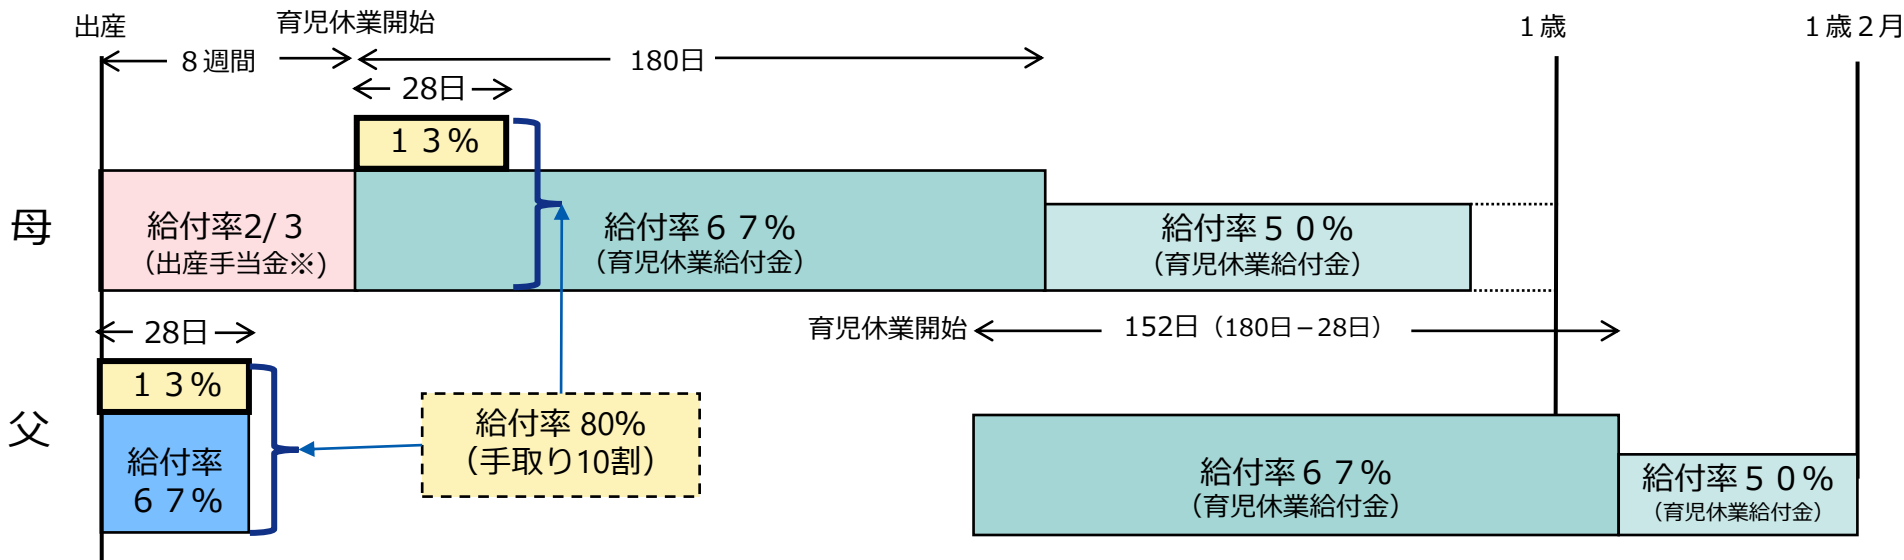 出産
育児休業開始
１歳
１歳２月
８週間
180日
28日
１３％
母
給付率2/３
（出産手当金※）
給付率６７％
（育児休業給付金）
給付率５０％
（育児休業給付金）
28日
育児休業開始
152日（180日－28日）
１３％
父
給付率
６７％
給付率 80%
（手取り10割）
給付率６７％
（育児休業給付金）
給付率５０％
（育児休業給付金）